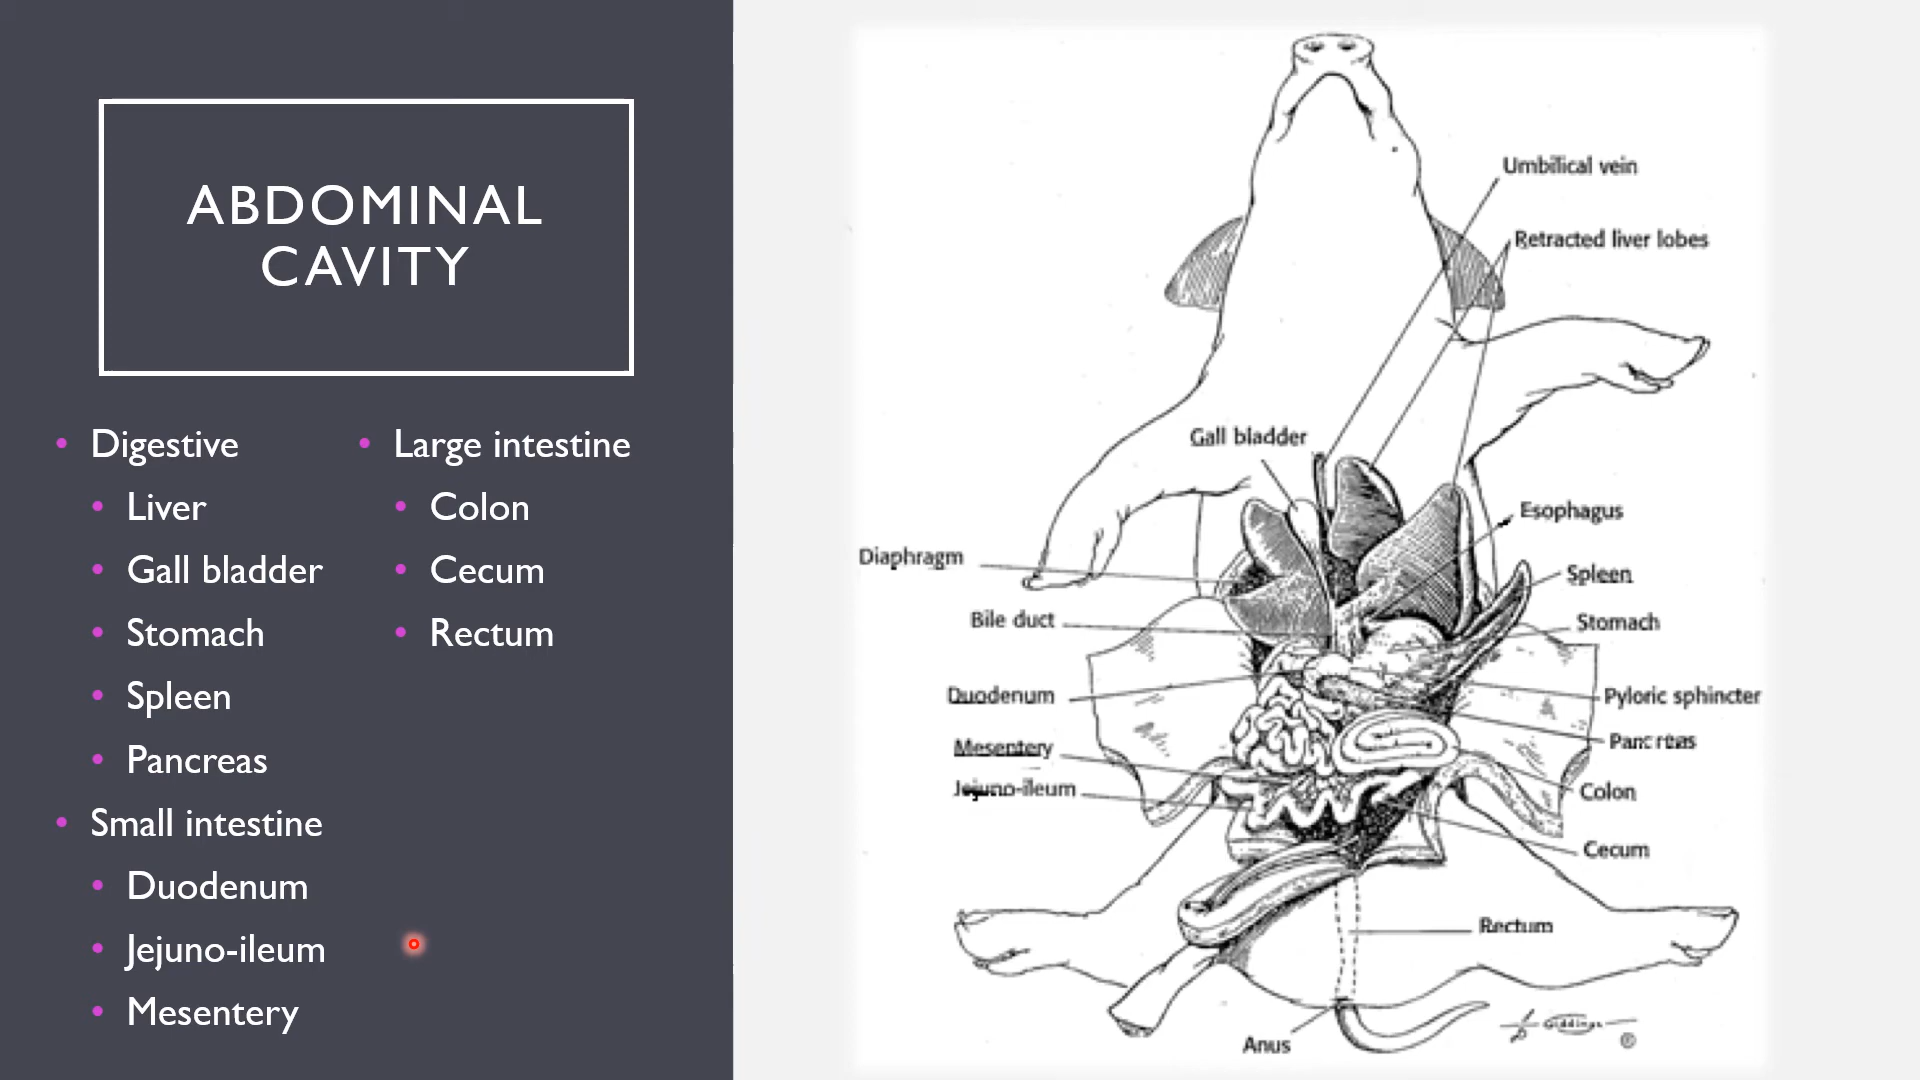 ABDOMINAL
CAVITY
Digestive
Liver
Gall bladder
Stomach
Spleen
Pancreas
Small intestine
Duodenum
Jejuno-ileum
Mesentery
Large intestine
Colon
Cecum
Rectum
Umbilical vein
Retracted liver lobes
Gall bladder
Esophagus
Diaphragm
Spleen
Bile duct
Stomach
Duodenum
Pyloric sphincter
Pancreas
Mesentery
Jejuno-ileum
Colon
Cecum
Rectum
Anus
Giddings
®